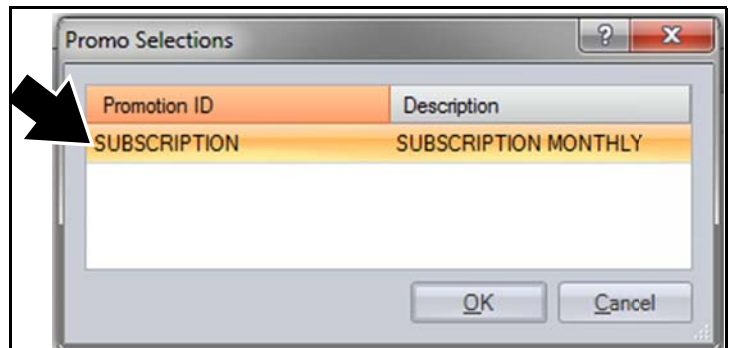 Promo Selections
Promotion ID Description
SUBSCRIPTION SUBSCRIPTION MONTHLY
OK Cancel